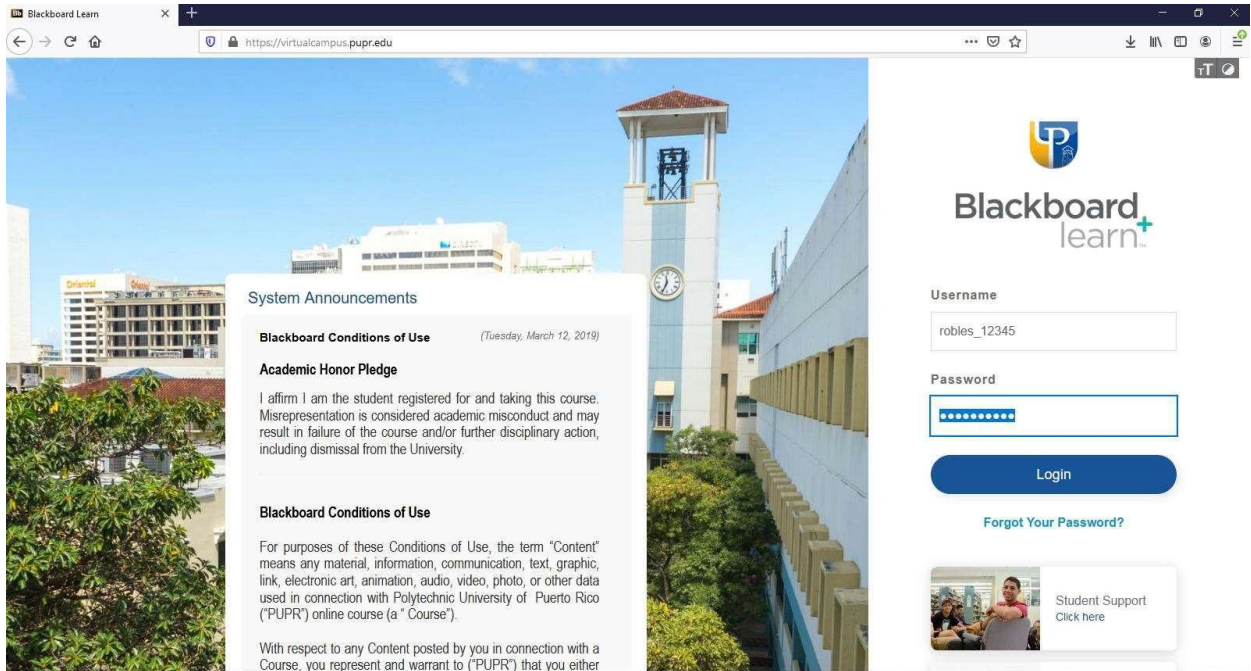 Blackboard Learn
https://virtualcampus.pupr.edu
TT
P
Blackboard
learn
Oriental
System Announcements
Blackboard Conditions of Use
(Tuesday, March 12, 2019)
Academic Honor Pledge
I affirm I am the student registered for and taking this course.
Misrepresentation is considered academic misconduct and may
result in failure of the course and/or further disciplinary action,
including dismissal from the University.
Blackboard Conditions of Use
For purposes of these Conditions of Use, the term “Content”
means any material, information, communication, text, graphic,
link, electronic art, animation, audio, video, photo, or other data
used in connection with Polytechnic University of Puerto Rico
(“PUPR”) online course (a “ Course”).
With respect to any Content posted by you in connection with a
Course, you represent and warrant to (“PUPR”) that you either
Username
robles_12345
Password
Login
Forgot Your Password?
Student Support
Click here